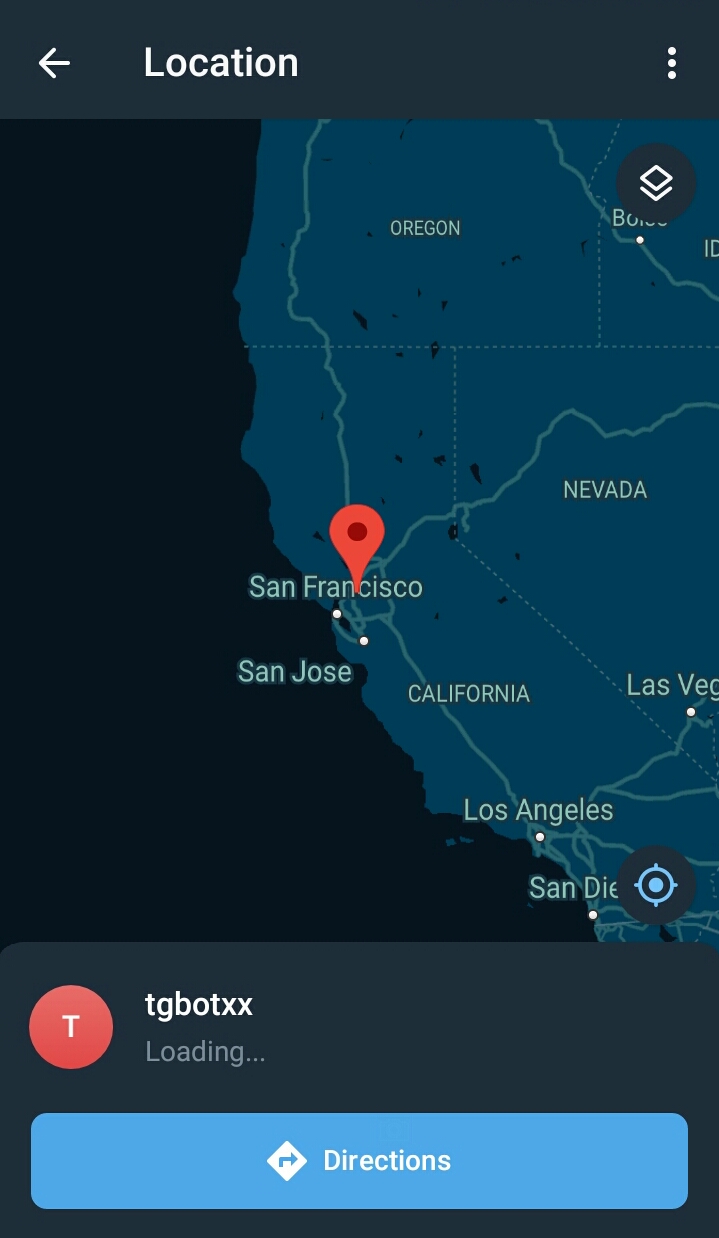 Location
OREGON
Boise
ID
NEVADA
San Francisco
San Jose
CALIFORNIA
Las Veg
Los Angeles
San Die
T
tgbotxx
Loading...
Directions